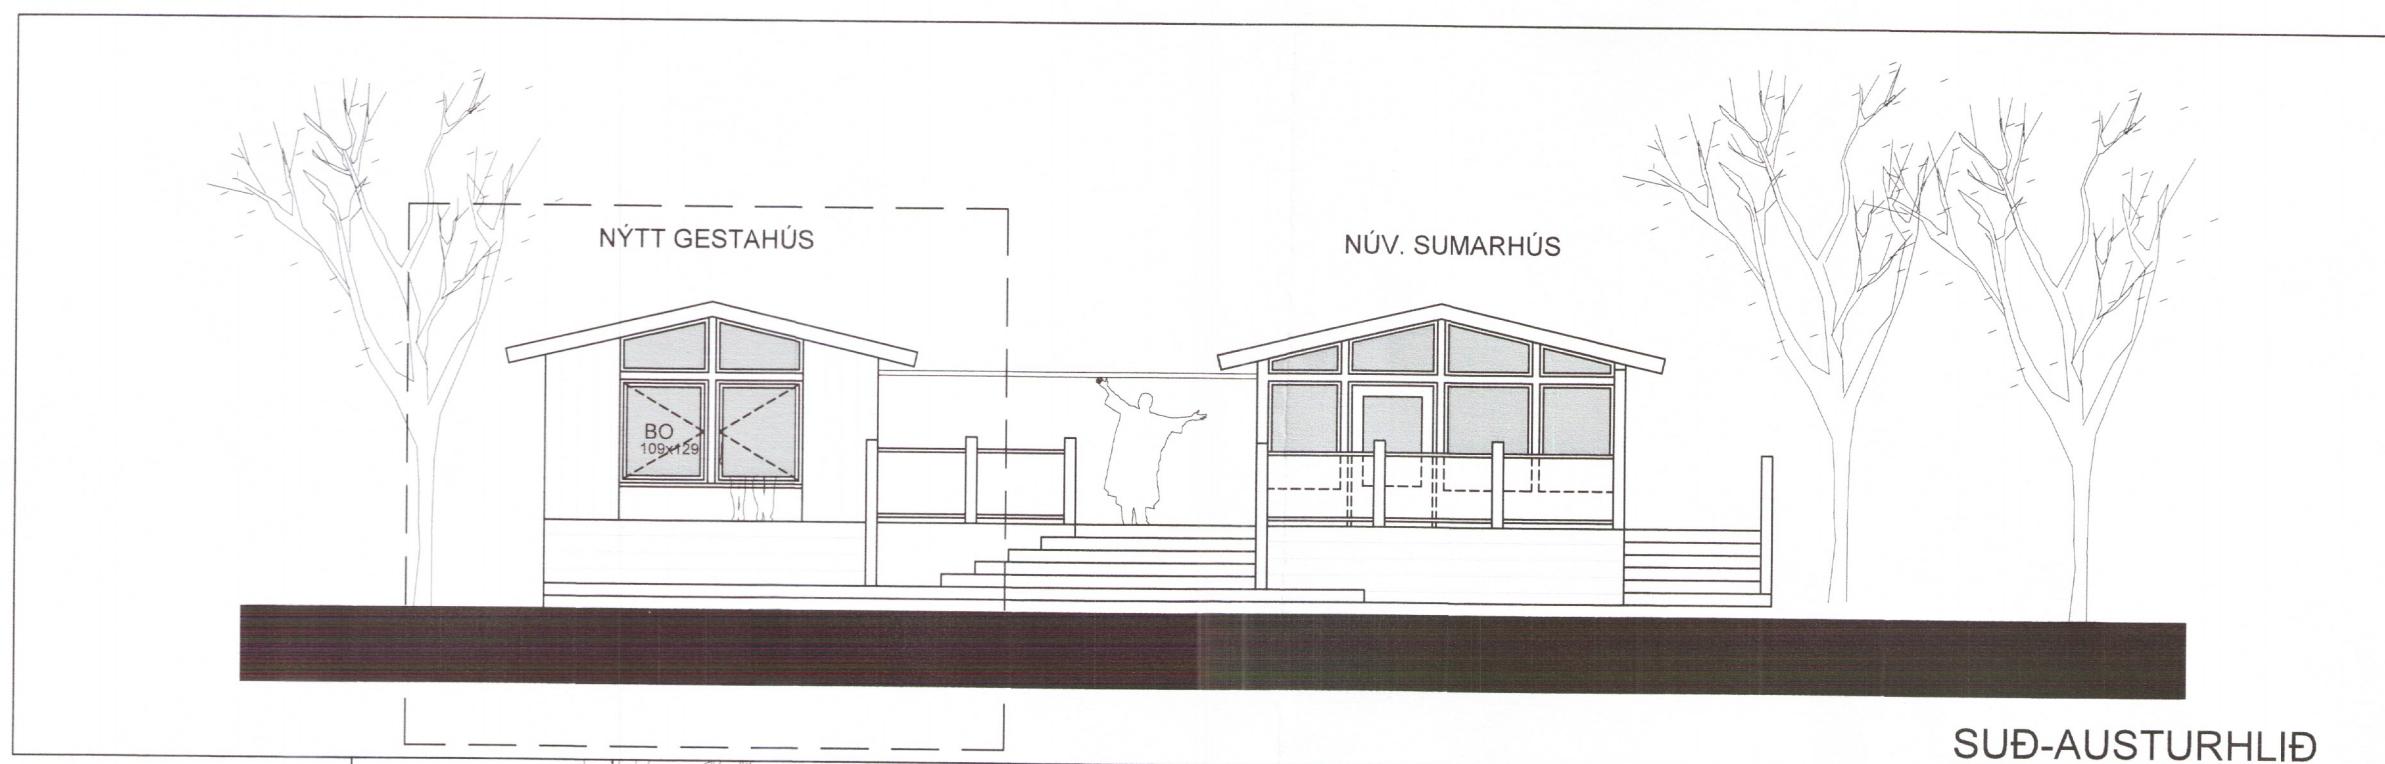 NÝTT GESTAHÚS
NÚV. SUMARHÚS
BO
109x129
SUÐ-AUSTURHLIÐ